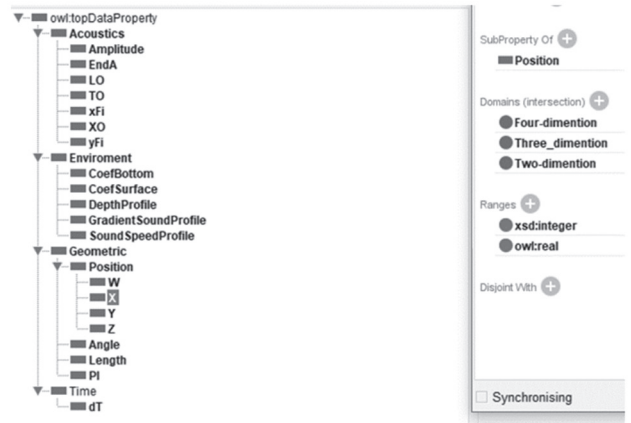 owl:topDataProperty
Acoustics
Amplitude
EndA
LO
TO
xFi
XO
yFi
Enviroment
CoefBottom
CoefSurface
DepthProfile
GradientSoundProfile
SoundSpeedProfile
Geometric
Position
W
X
Y
Z
Angle
Length
PI
Time
dT
SubProperty Of
Position
Domains (intersection)
Four-dimention
Three_dimention
Two-dimention
Ranges
xsd:integer
owl:real
Disjoint With
Synchronising